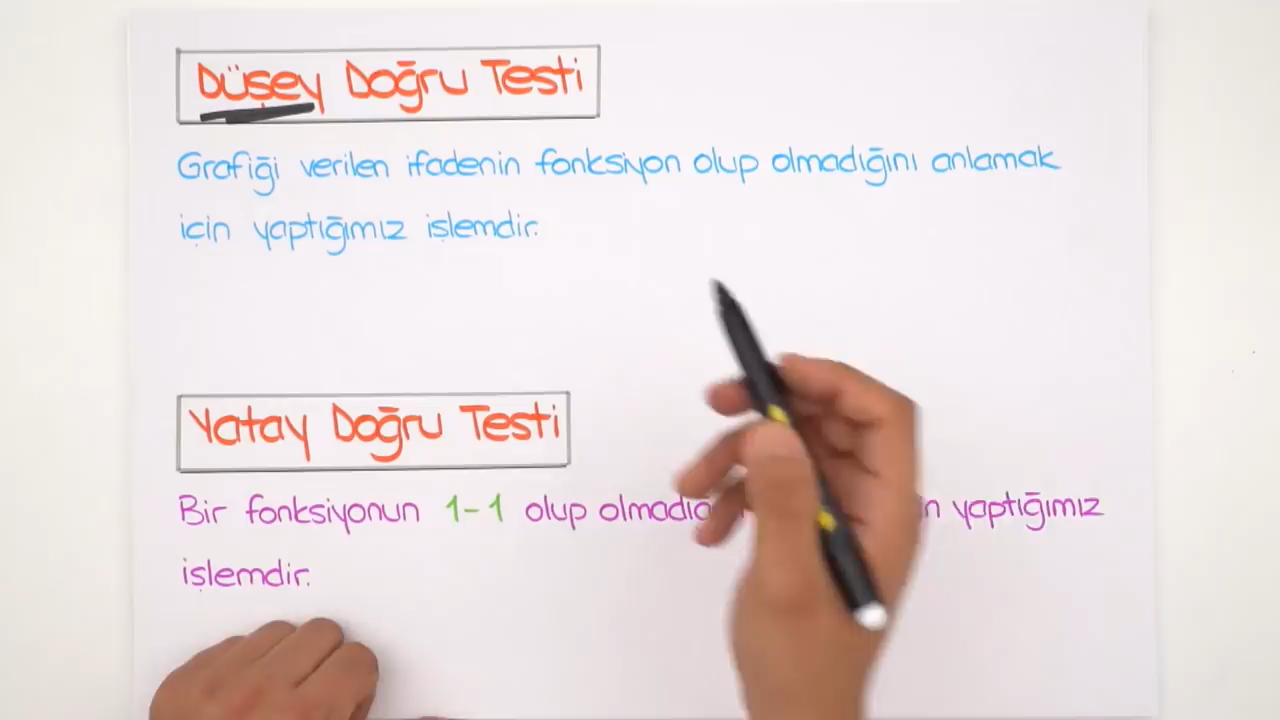 Düşey Doğru Testi
Grafiği verilen ifadenin fonksiyon olup olmadığını anlamak
için yaptığımız işlemdir.
Yatay Doğru Testi
Bir fonksiyonun 1-1 olup yaptığımız
işlemdir.